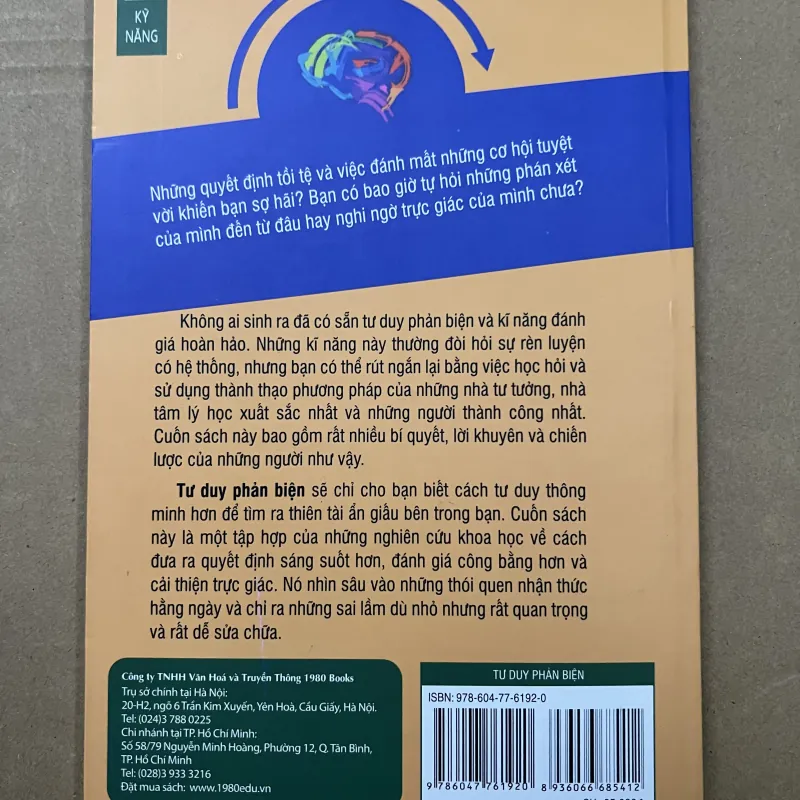 KỸ
NĂNG
Những quyết định tồi tệ và việc đánh mất những cơ hội tuyệt
vời khiến bạn sợ hãi? Bạn có bao giờ tự hỏi những phán xét
của mình đến từ đâu hay nghi ngờ trực giác của mình chưa?
Không ai sinh ra đã có sẵn tư duy phản biện và kĩ năng đánh
giá hoàn hảo. Những kĩ năng này thường đòi hỏi sự rèn luyện
có hệ thống, nhưng bạn có thể rút ngắn lại bằng việc học hỏi và
sử dụng thành thạo phương pháp của những nhà tư tưởng, nhà
tâm lý học xuất sắc nhất và những người thành công nhất.
Cuốn sách này bao gồm rất nhiều bí quyết, lời khuyên và chiến
lược của những người như vậy.
Tư duy phản biện sẽ chỉ cho bạn biết cách tư duy thông
minh hơn để tìm ra thiên tài ẩn giấu bên trong bạn. Cuốn sách
này là một tập hợp của những nghiên cứu khoa học về cách
đưa ra quyết định sáng suốt hơn, đánh giá công bằng hơn và
cải thiện trực giác. Nó nhìn sâu vào những thói quen nhận thức
hằng ngày và chỉ ra những sai lầm dù nhỏ nhưng rất quan trọng
và rất dễ sửa chữa.
Công ty TNHH Văn Hoá và Truyền Thông 1980 Books
Trụ sở chính tại Hà Nội:
20-H2, ngõ 6 Trần Kim Xuyến, Yên Hoà, Cầu Giấy, Hà Nội.
Tel: (024)3 788 0225
Chi nhánh tại TP. Hồ Chí Minh:
Số 58/79 Nguyễn Minh Hoàng, Phường 12, Q. Tân Bình,
TP. Hồ Chí Minh
Tel: (028)3 933 3216
Đặt mua sách: www.1980edu.vn
TƯ DUY PHẢN BIỆN
ISBN: 978-604-77-6192-0
9 786047 761920
8 936066 685412